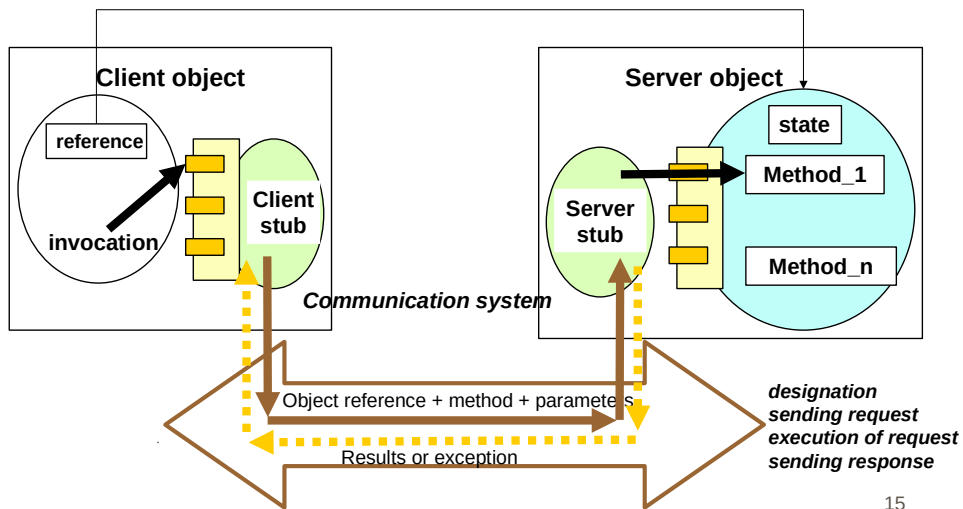 Client object
Server object
reference
state
Method_1
Client
stub
Server
stub
invocation
Method_n
Communication system
Object reference + method + parameters
designation
sending request
execution of request
sending response
Results or exception
15